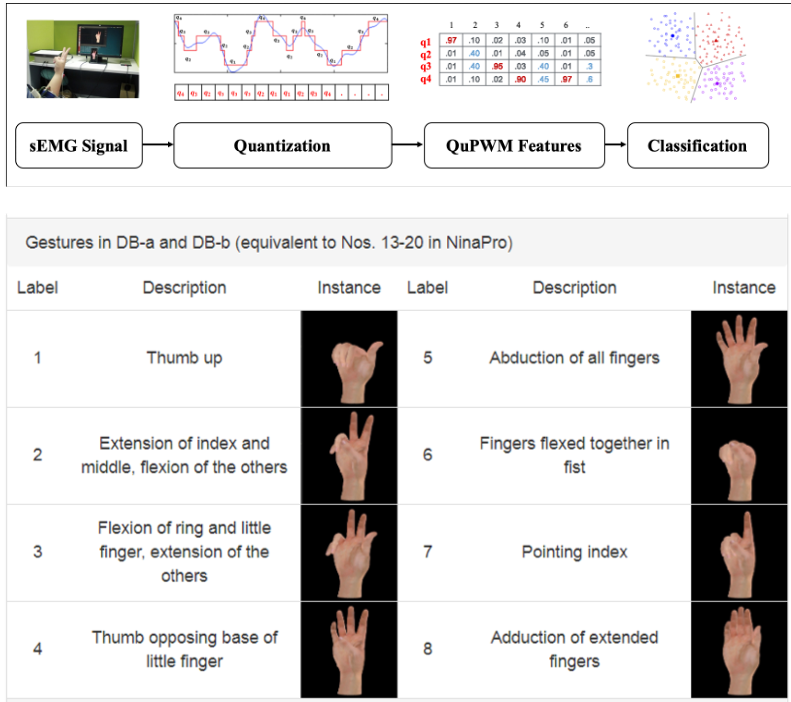 1 2 3 4 5 6 ..
q1 .97 .10 .02 .03 .10 .01 .05
q2 .01 .40 .01 .04 .05 .01 .05
q3 .01 .40 .95 .03 .40 .01 .3
q4 .01 .10 .02 .90 .45 .97 .6
sEMG Signal
Quantization
QuPWM Features
Classification
Gestures in DB-a and DB-b (equivalent to Nos. 13-20 in NinaPro)
Label Description Instance Label Description Instance
1 Thumb up
5 Abduction of all fingers
2 Extension of index and
middle, flexion of the others
6 Fingers flexed together in
fist
3 Flexion of ring and little
finger, extension of the
others
7 Pointing index
4 Thumb opposing base of
little finger
8 Adduction of extended
fingers